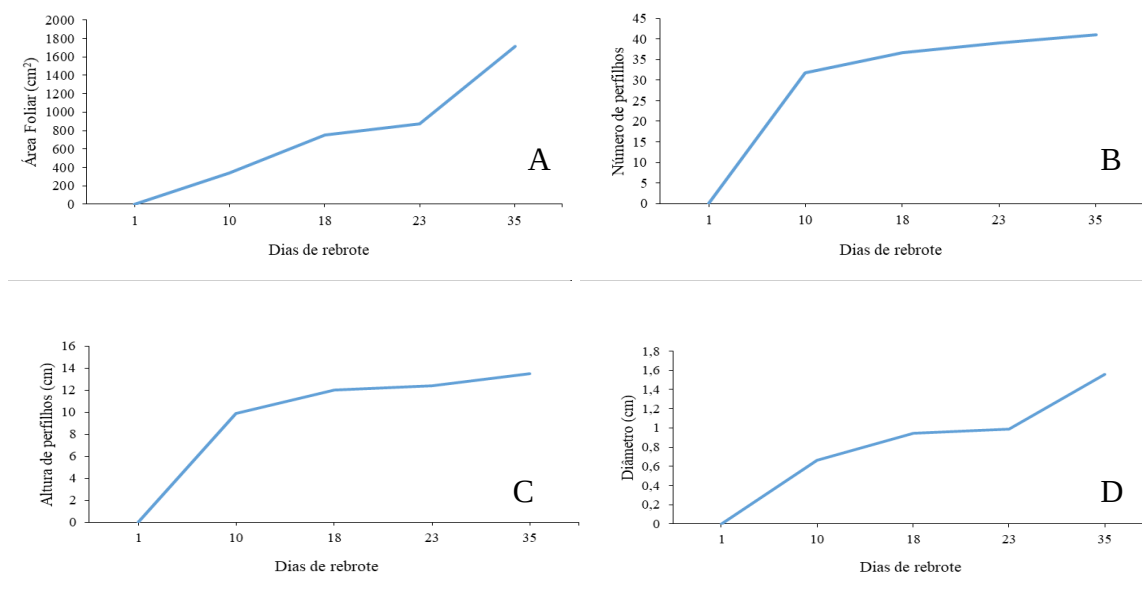 2000
1800
1600
1400
1200
1000
800
600
400
200
0
Área Foliar (cm²)
A
1 10 18 23 35
Dias de rebrote
45
40
35
30
25
20
15
10
5
0
Número de perfilhos
B
1 10 18 23 35
Dias de rebrote
16
14
12
10
8
6
4
2
0
Altura de perfilhos (cm)
C
1 10 18 23 35
Dias de rebrote
1,8
1,6
1,4
1,2
1
0,8
0,6
0,4
0,2
0
Diâmetro (cm)
D
1 10 18 23 35
Dias de rebrote